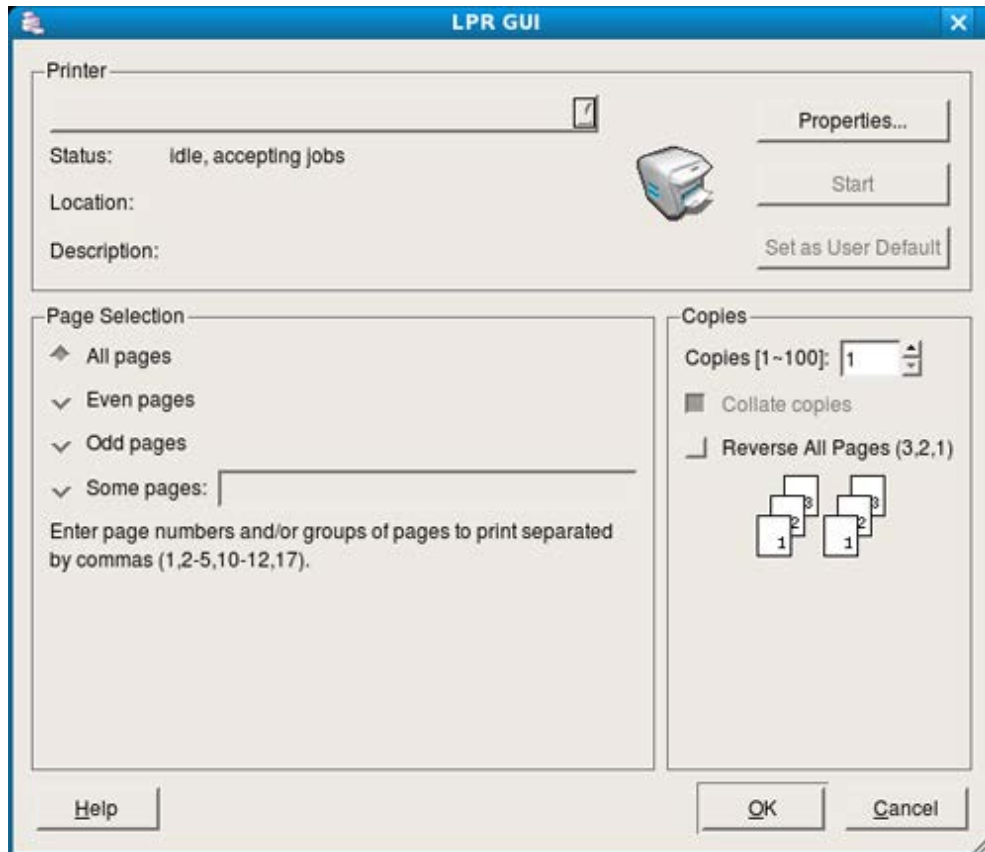 LPR GUI
Printer
Properties...
Status: idle, accepting jobs
Start
Location:
Set as User Default
Description:
Page Selection
All pages
Even pages
Odd pages
Some pages:
Enter page numbers and/or groups of pages to print separated
by commas (1,2-5,10-12,17).
Copies
Copies [1~100]: 1
Collate copies
Reverse All Pages (3,2,1)
3 3
2 2
1 1
Help
OK
Cancel